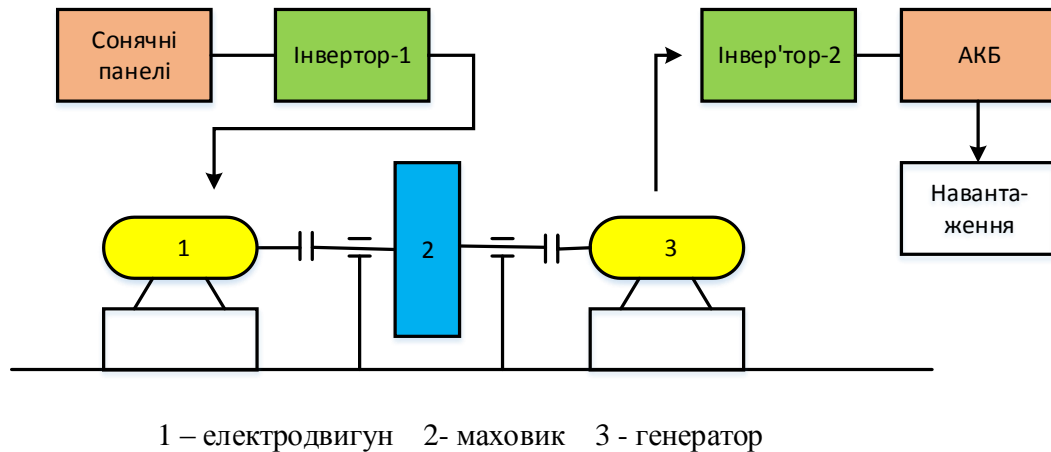 Сонячні
панелі
Інвертор-1
Інвер'тор-2
АКБ
Наванта-
ження
1
2
3
1 – електродвигун 2- маховик 3 - генератор